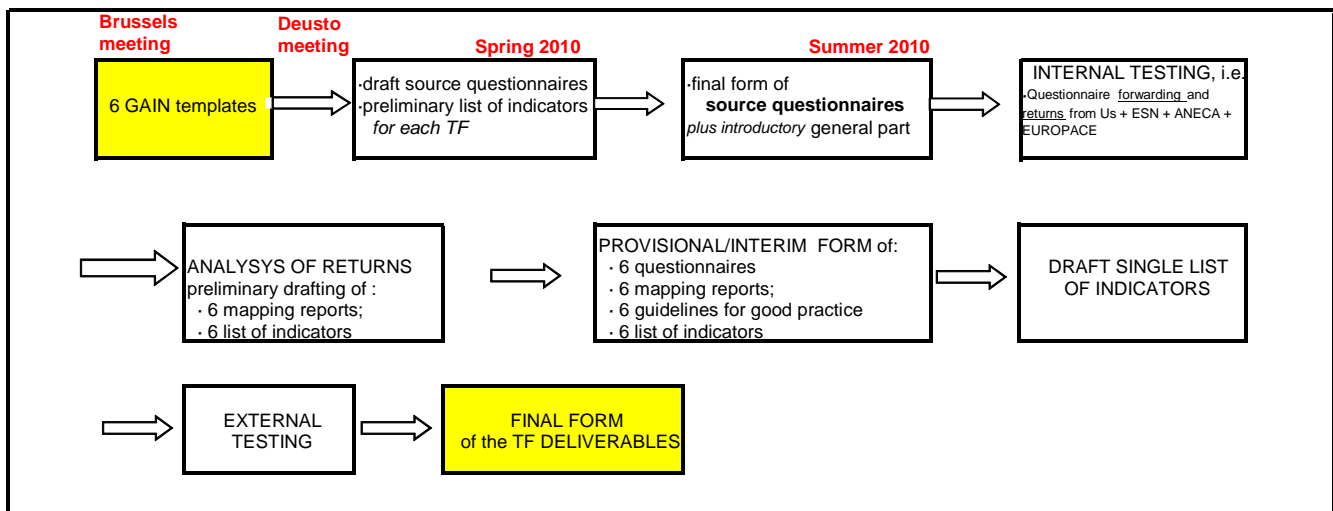 Brussels meeting
Deusto meeting
Spring 2010
Summer 2010
6 GAIN templates
·draft source questionnaires
·preliminary list of indicators
for each TF
·final form of
source questionnaires
plus introductory general part
INTERNAL TESTING, i.e.
·Questionnaire forwarding and
returns from Us + ESN + ANECA +
EUROPACE
ANALYSYS OF RETURNS
preliminary drafting of :
· 6 mapping reports;
· 6 list of indicators
PROVISIONAL/INTERIM FORM of:
· 6 questionnaires
· 6 mapping reports;
· 6 guidelines for good practice
· 6 list of indicators
DRAFT SINGLE LIST
OF INDICATORS
EXTERNAL
TESTING
FINAL FORM
of the TF DELIVERABLES